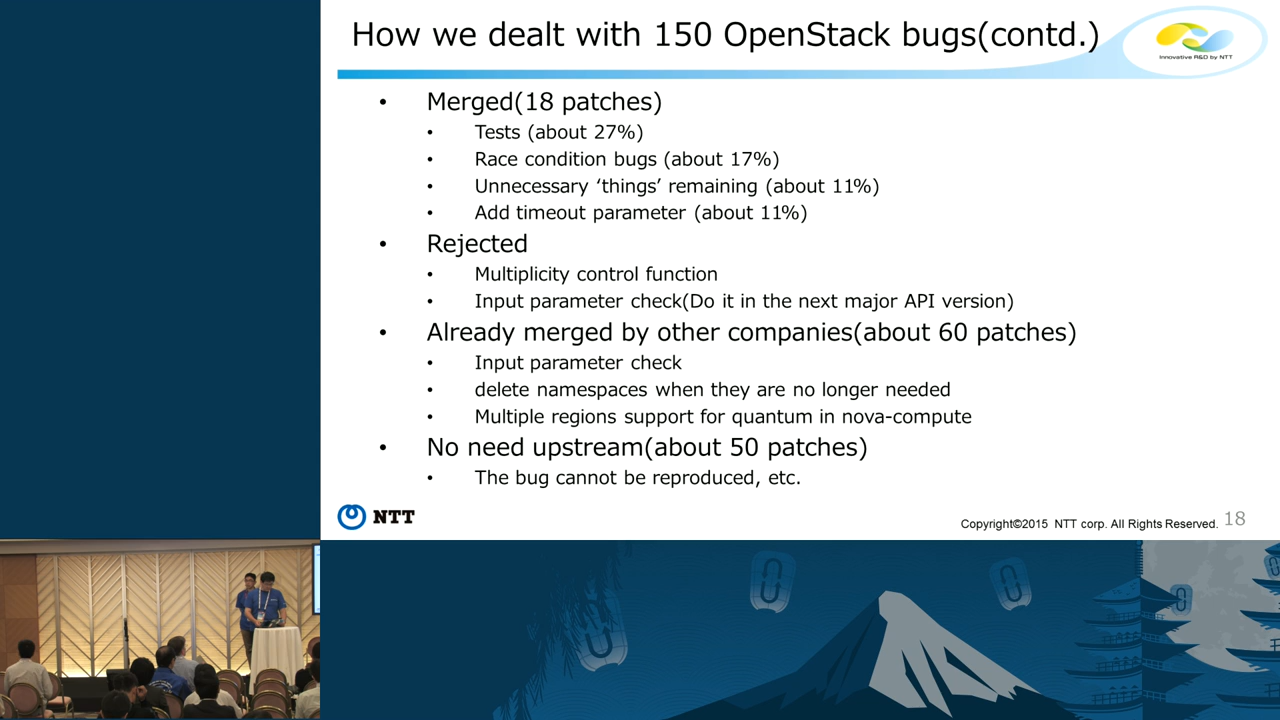 How we dealt with 150 OpenStack bugs(contd.)
Innovative R&D by NTT
• Merged(18 patches)
• Tests (about 27%)
• Race condition bugs (about 17%)
• Unnecessary ‘things’ remaining (about 11%)
• Add timeout parameter (about 11%)
• Rejected
• Multiplicity control function
• Input parameter check(Do it in the next major API version)
• Already merged by other companies(about 60 patches)
• Input parameter check
• delete namespaces when they are no longer needed
• Multiple regions support for quantum in nova-compute
• No need upstream(about 50 patches)
• The bug cannot be reproduced, etc.
NTT
Copyright©2015 NTT corp. All Rights Reserved.
18